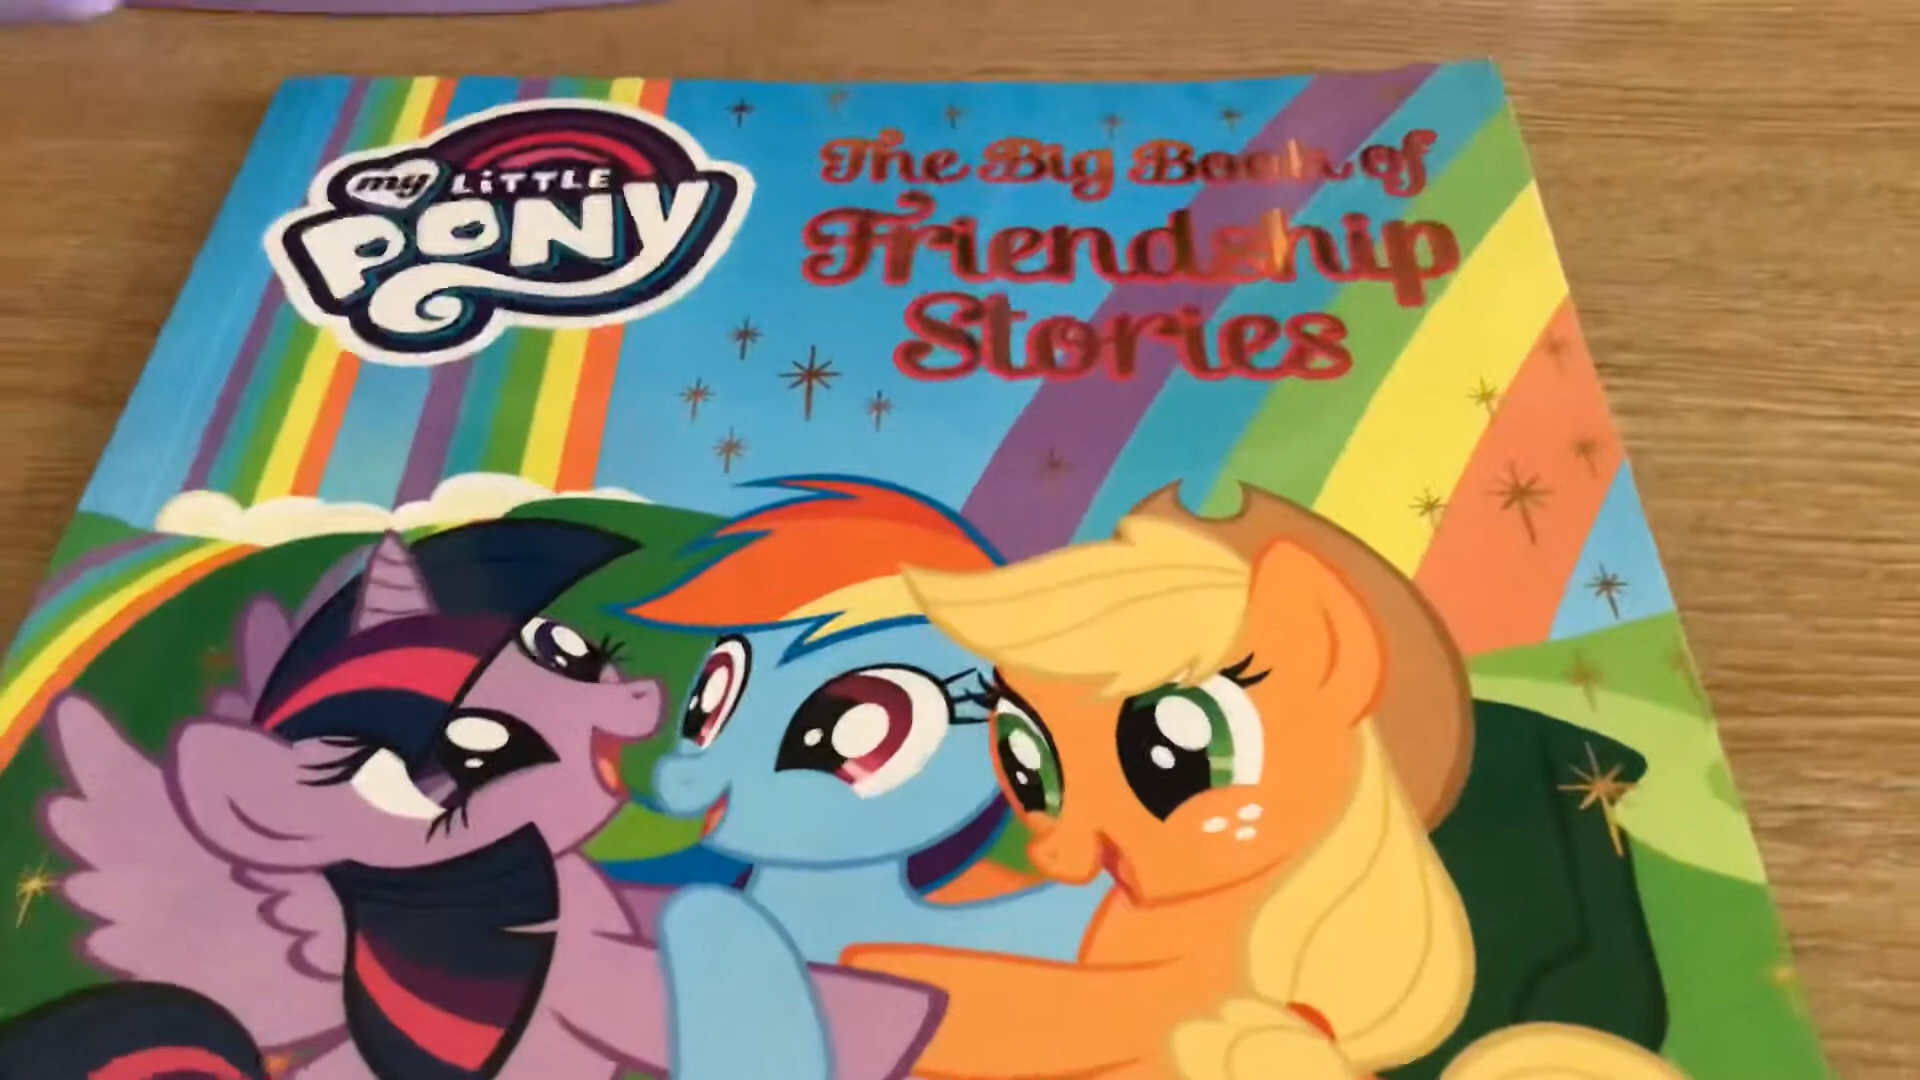 my LiTTLE
PONY
The Big Book of
Friendship
Stories